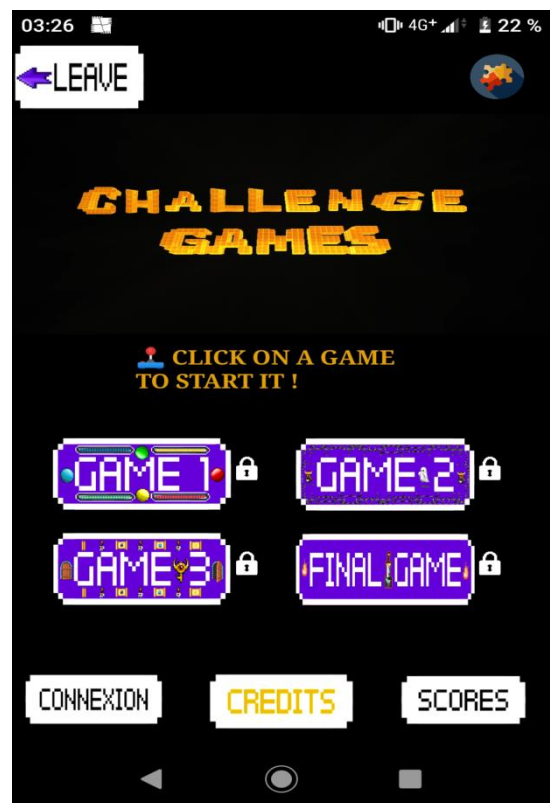 03:26 4G+ 22 %
LEAVE
CHALLENGE
GAMES
CLICK ON A GAME
TO START IT !
GAME 1 GAME 2
GAME 3 FINAL GAME
CONNEXION CREDITS SCORES